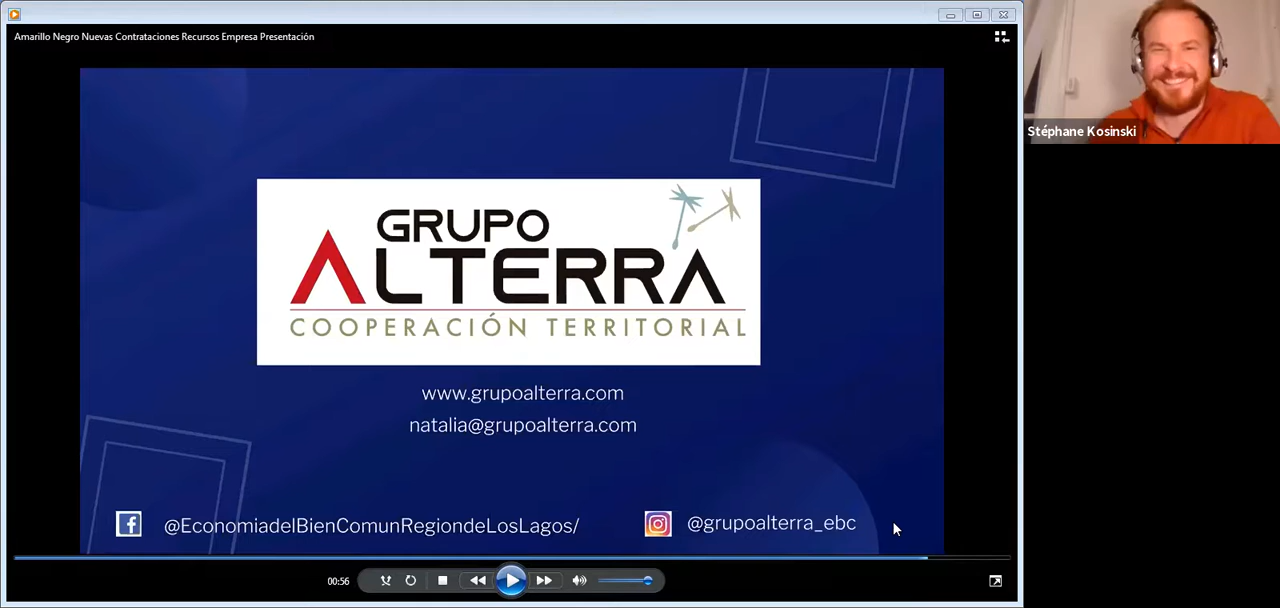 Amarillo Negro Nuevas Contrataciones Recursos Empresa Presentación
Stéphane Kosinski
GRUPO
ALTERRA
COOPERACIÓN TERRITORIAL
www.grupoalterra.com
natalia@grupoalterra.com
@EconomiadelBienComunRegiondeLosLagos/
@grupoalterra_ebc
00:56